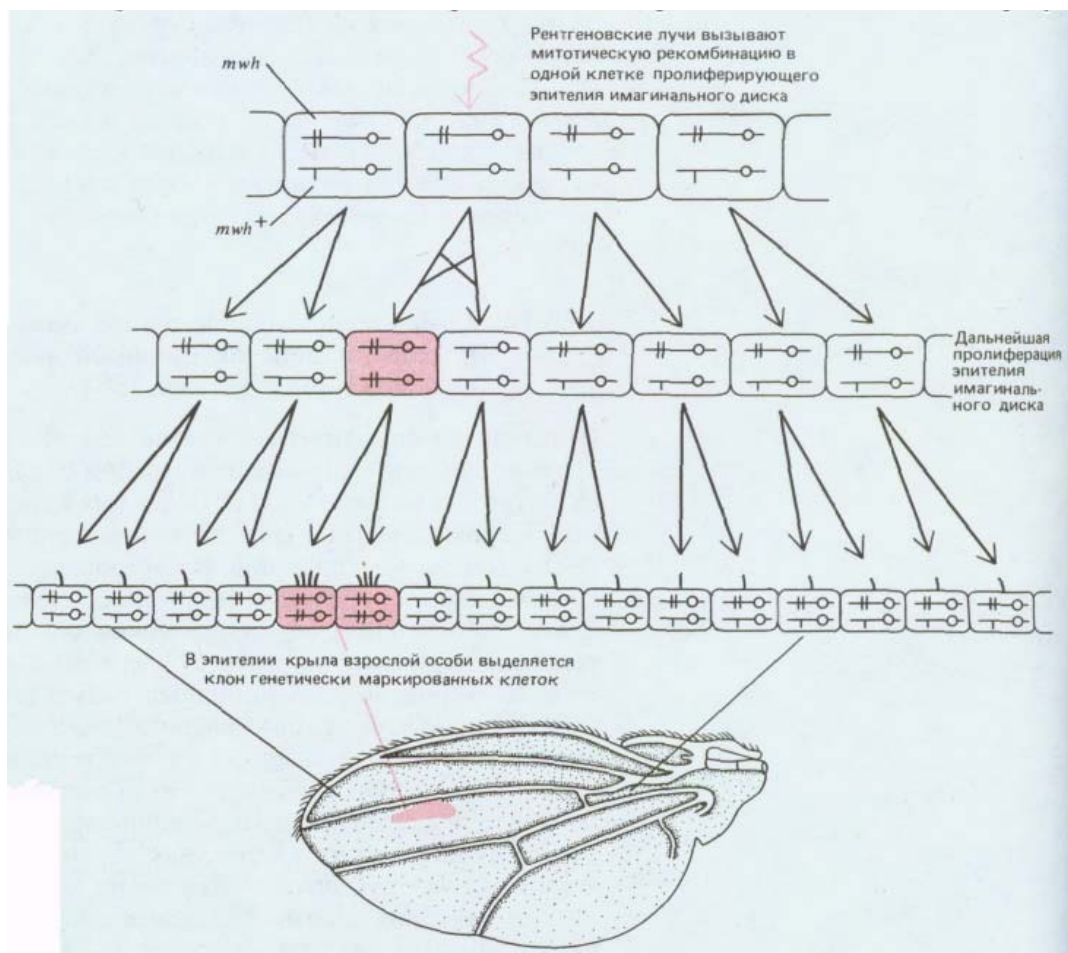 Рентгеновские лучи вызывают
митотическую рекомбинацию в
одной клетке пролиферирующего
эпителия имагинального диска
mwh
mwh+
Дальнейшая
пролиферация
эпителия
имагиналь-
ного диска
В эпителии крыла взрослой особи выделяется
клон генетически маркированных клеток